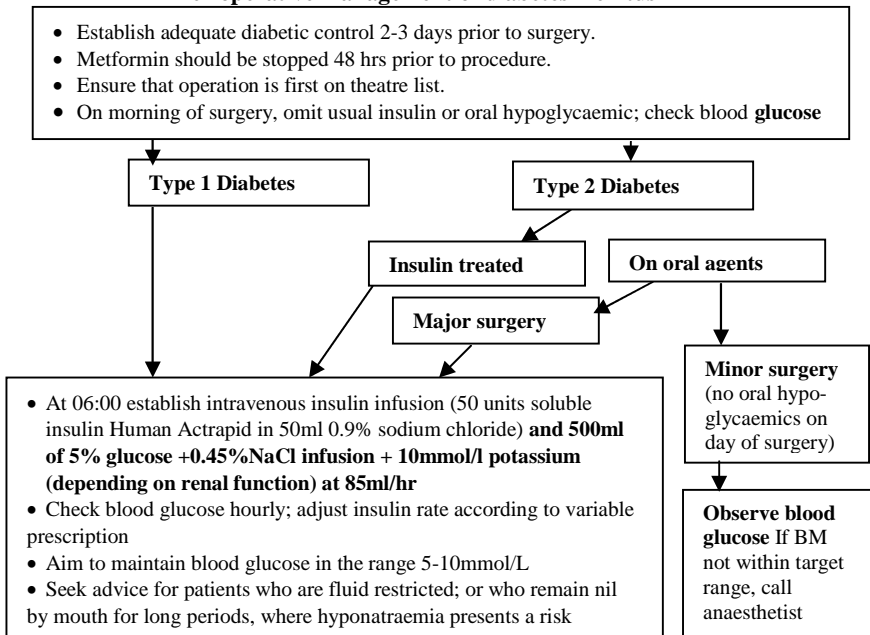 • Establish adequate diabetic control 2-3 days prior to surgery.
• Metformin should be stopped 48 hrs prior to procedure.
• Ensure that operation is first on theatre list.
• On morning of surgery, omit usual insulin or oral hypoglycaemic; check blood glucose
Type 1 Diabetes
Type 2 Diabetes
Insulin treated
On oral agents
Major surgery
Minor surgery
(no oral hypo-
glycaemics on
day of surgery)
• At 06:00 establish intravenous insulin infusion (50 units soluble
insulin Human Actrapid in 50ml 0.9% sodium chloride) and 500ml
of 5% glucose +0.45%NaCl infusion + 10mmol/l potassium
(depending on renal function) at 85ml/hr
• Check blood glucose hourly; adjust insulin rate according to variable
prescription
• Aim to maintain blood glucose in the range 5-10mmol/L
• Seek advice for patients who are fluid restricted; or who remain nil
by mouth for long periods, where hyponatraemia presents a risk
Observe blood
glucose If BM
not within target
range, call
anaesthetist